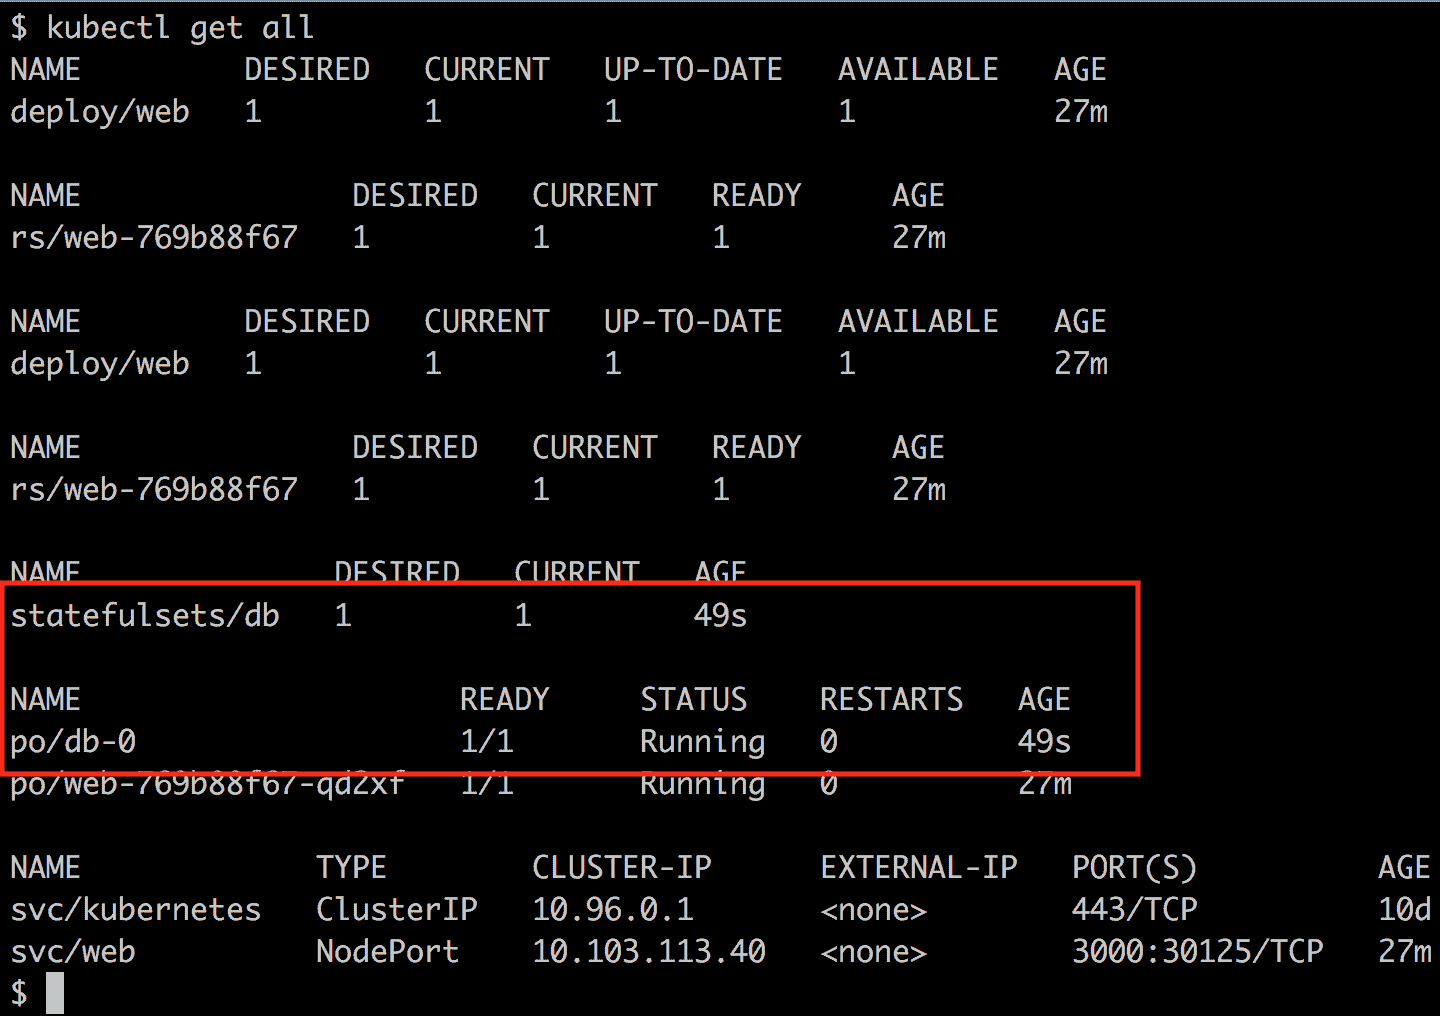 $ kubectl get all
NAME DESIRED CURRENT UP-TO-DATE AVAILABLE AGE
deploy/web 1 1 1 1 27m
NAME DESIRED CURRENT READY AGE
rs/web-769b88f67 1 1 1 27m
NAME DESIRED CURRENT UP-TO-DATE AVAILABLE AGE
deploy/web 1 1 1 1 27m
NAME DESIRED CURRENT READY AGE
rs/web-769b88f67 1 1 1 27m
NAME DESIRED CURRENT AGE
statefulsets/db 1 1 49s
NAME READY STATUS RESTARTS AGE
po/db-0 1/1 Running 0 49s
po/web-769b88f67-qd2xf 1/1 Running 0 27m
NAME TYPE CLUSTER-IP EXTERNAL-IP PORT(S) AGE
svc/kubernetes ClusterIP 10.96.0.1 <none> 443/TCP 10d
svc/web NodePort 10.103.113.40 <none> 3000:30125/TCP 27m
$